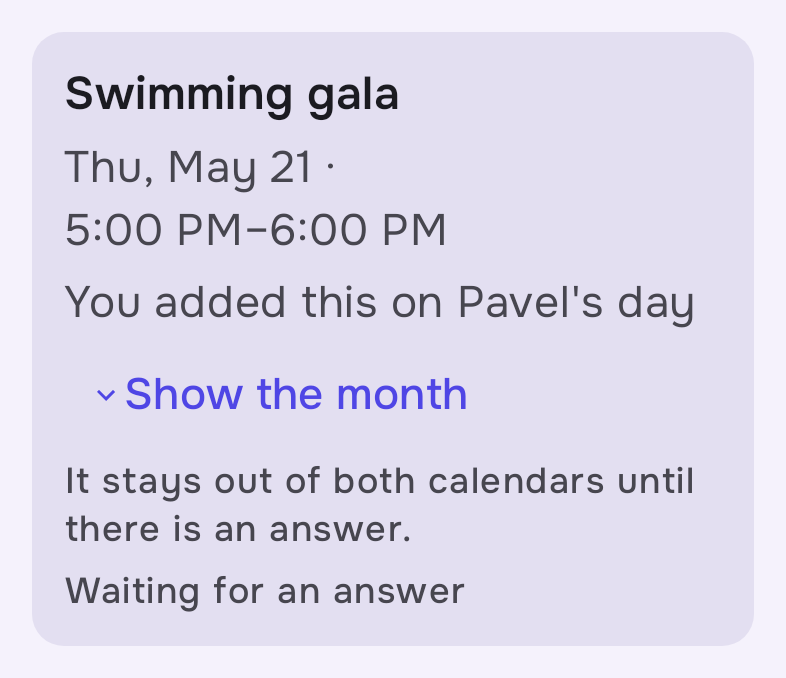 Swimming gala
Thu, May 21 ·
5:00 PM–6:00 PM
You added this on Pavel's day
Show the month
It stays out of both calendars until
there is an answer.
Waiting for an answer